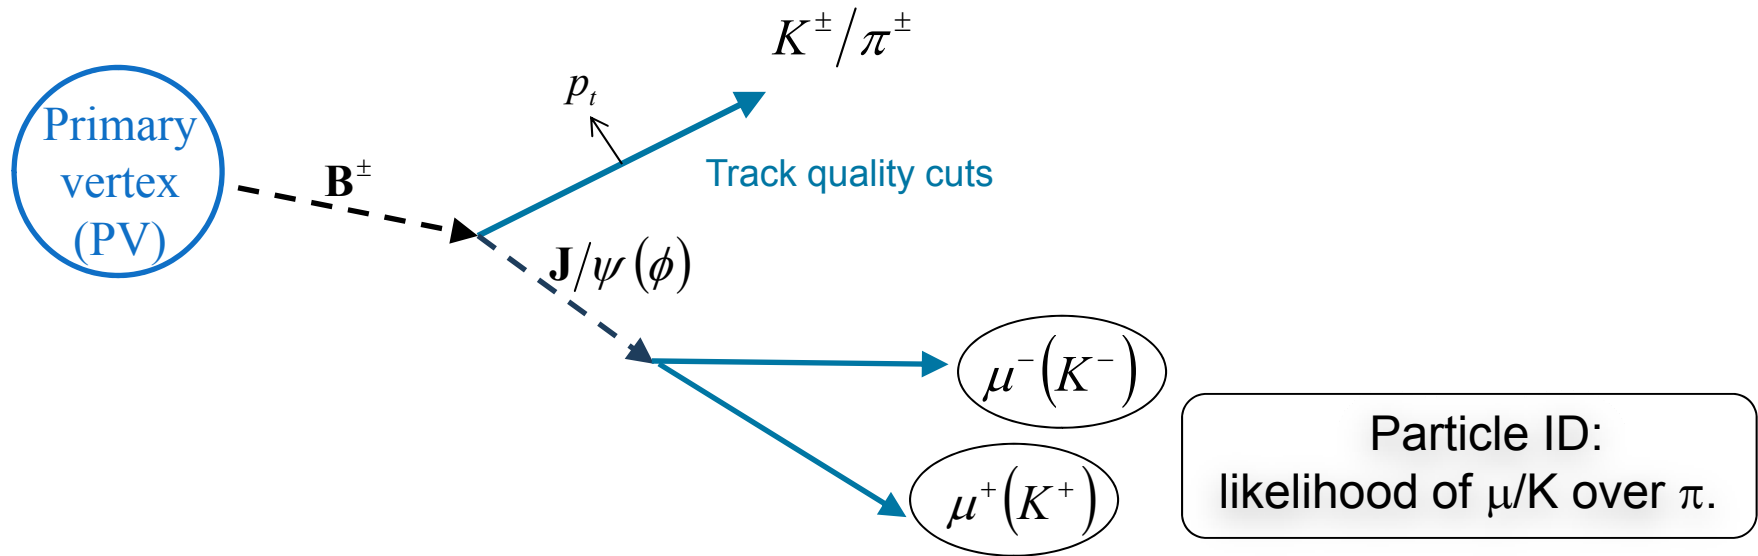 K±/π±
pₜ
Primary
vertex
(PV)
B±
Track quality cuts
J/ψ(ϕ)
μ⁻(K⁻)
μ⁺(K⁺)
Particle ID:
likelihood of μ/K over π.